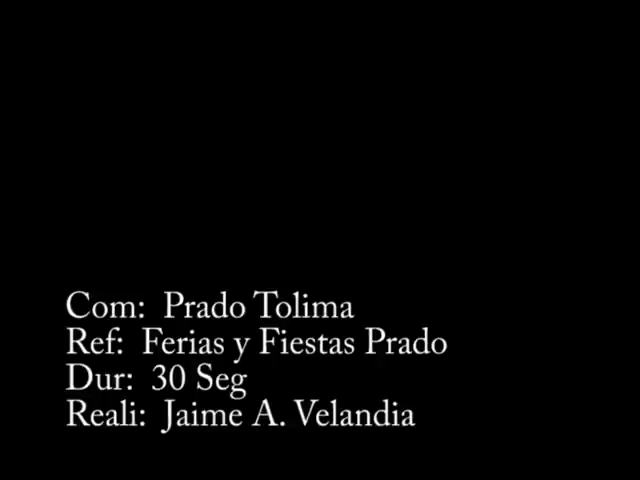 Com: Prado Tolima
Ref: Ferias y Fiestas Prado
Dur: 30 Seg
Reali: Jaime A. Velandia